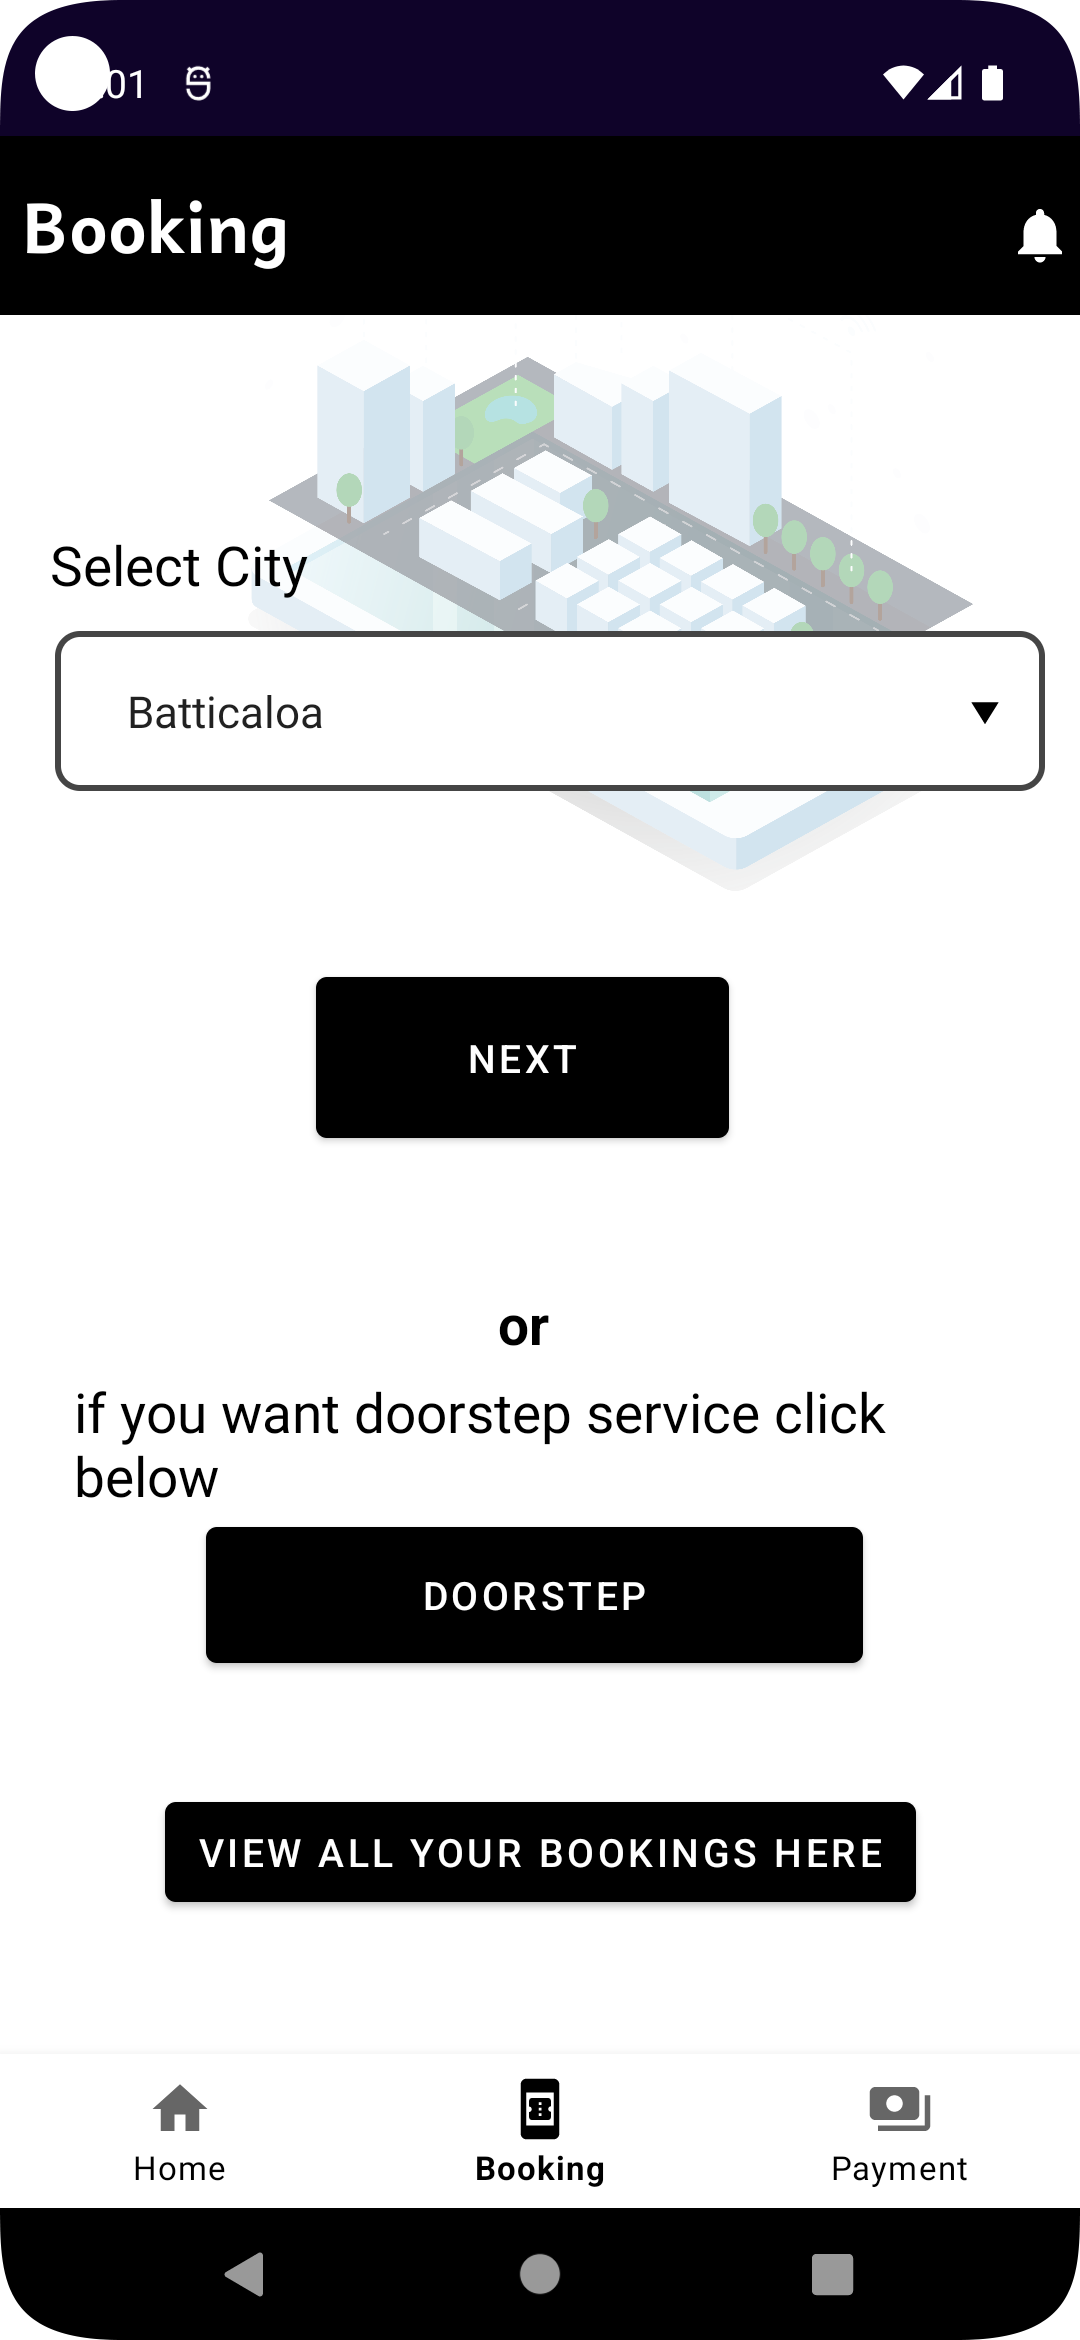 01
Booking
Select City
Batticaloa
NEXT
or
if you want doorstep service click
below
DOORSTEP
VIEW ALL YOUR BOOKINGS HERE
Home
Booking
Payment